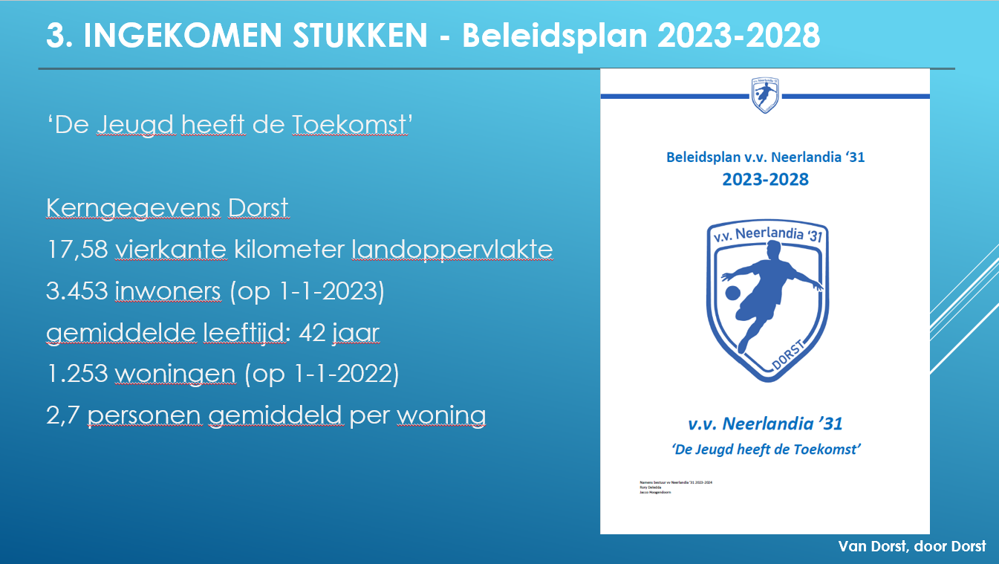 3. INGEKOMEN STUKKEN - Beleidsplan 2023-2028
‘De Jeugd heeft de Toekomst’
Kerngegevens Dorst
17,58 vierkante kilometer landoppervlakte
3.453 inwoners (op 1-1-2023)
gemiddelde leeftijd: 42 jaar
1.253 woningen (op 1-1-2022)
2,7 personen gemiddeld per woning
v.v. Neerlandia '31
Beleidsplan v.v. Neerlandia ‘31
2023-2028
v.v. Neerlandia ‘31
DORST
v.v. Neerlandia ’31
‘De Jeugd heeft de Toekomst’
Namens bestuur vv Neerlandia ’31 2023-2024
Rory Deledda
Jacco Hoogendoorn
Van Dorst, door Dorst